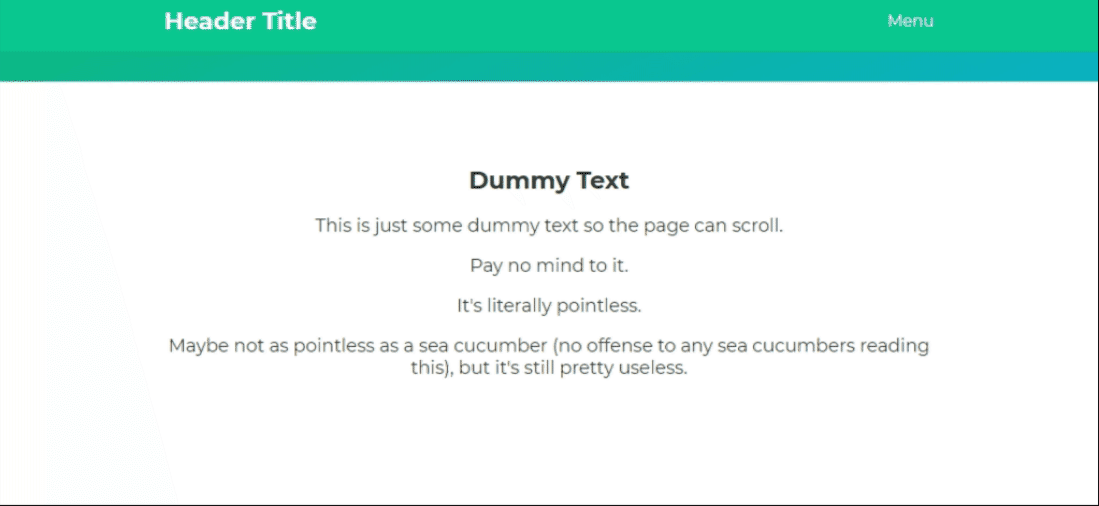 Header Title
Menu
Dummy Text
This is just some dummy text so the page can scroll.
Pay no mind to it.
It's literally pointless.
Maybe not as pointless as a sea cucumber (no offense to any sea cucumbers reading
this), but it's still pretty useless.